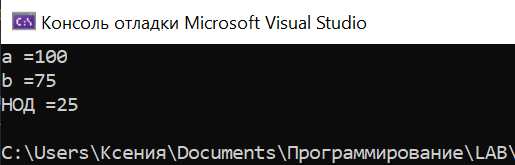 Консоль отладки Microsoft Visual Studio
a =100
b =75
НОД =25
C:\Users\Ксения\Documents\Программирование\LAB\